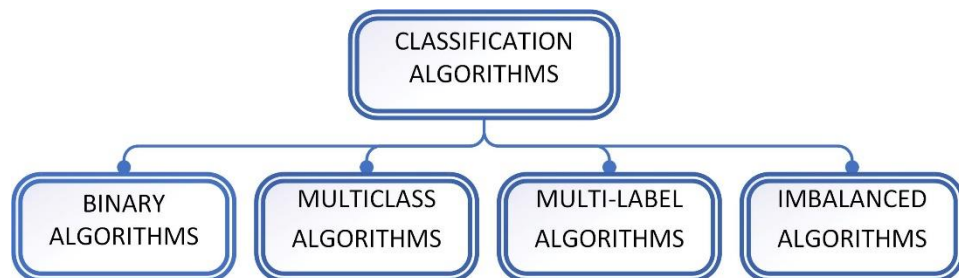 CLASSIFICATION
ALGORITHMS
BINARY
ALGORITHMS
MULTICLASS
ALGORITHMS
MULTI-LABEL
ALGORITHMS
IMBALANCED
ALGORITHMS